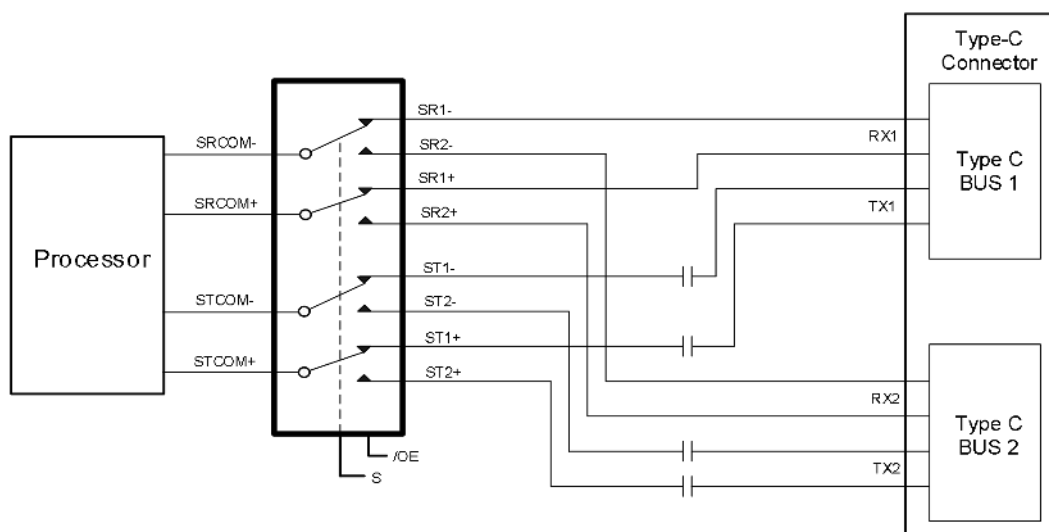 Type-C
Connector
SR1-
RX1
SRCOM-
SR2-
Type C
BUS 1
SR1+
SRCOM+
TX1
SR2+
Processor
ST1-
STCOM-
ST2-
ST1+
STCOM+
ST2+
RX2
Type C
BUS 2
/OE
TX2
S